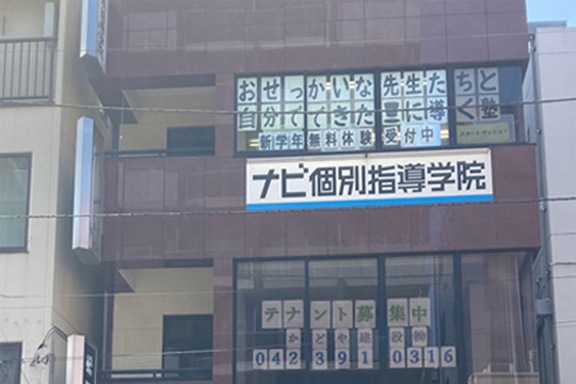 おせっかいな先生たちと
自分でできた！に導く塾
新学年無料体験受付中
スタートダッシュ！
ナビ個別指導学院
テナント募集中
かどや建設㈱
042 391 0316